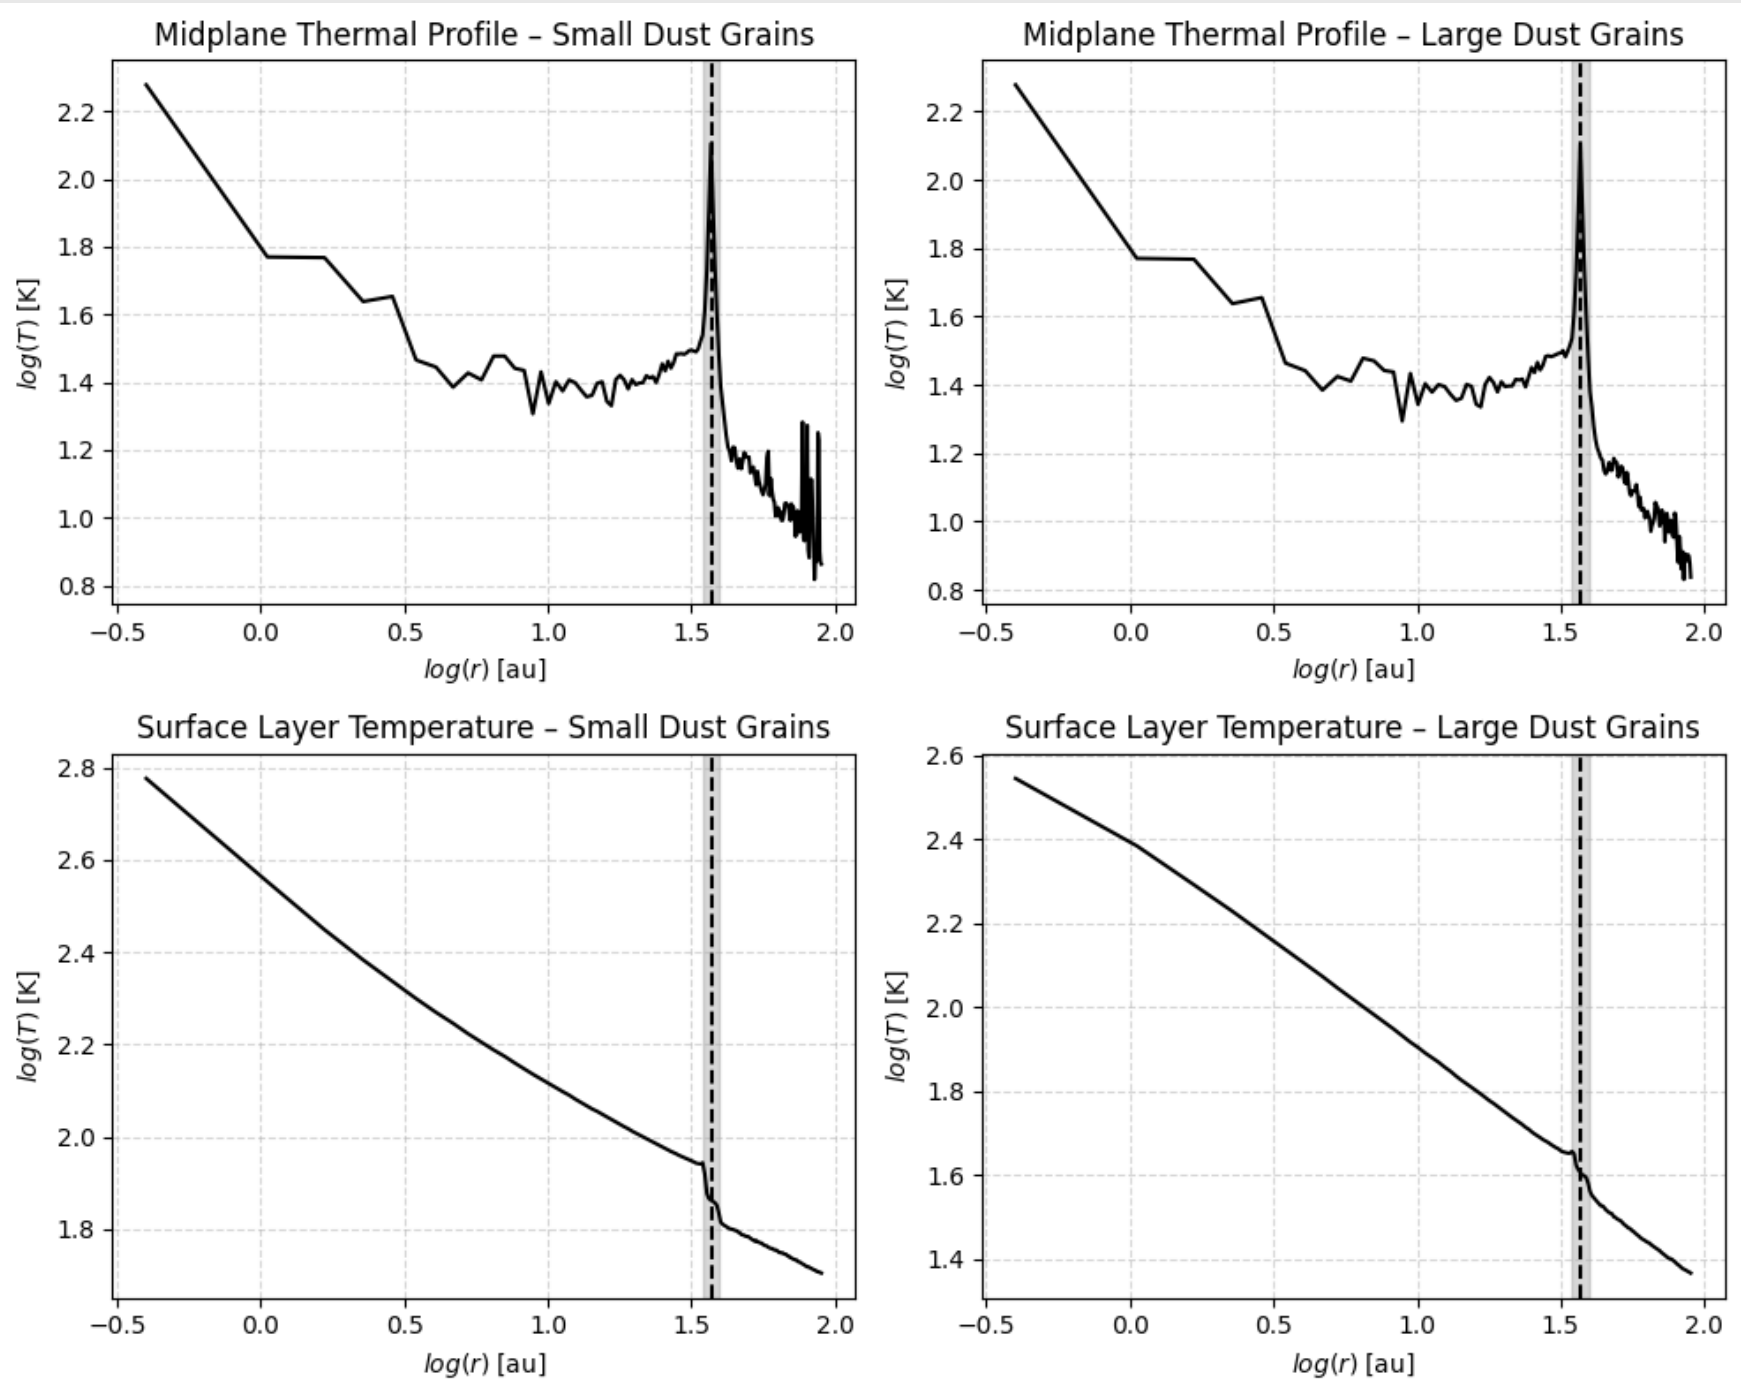 Midplane Thermal Profile – Small Dust Grains
2.2
2.0
1.8
1.6
1.4
1.2
1.0
0.8
log(T) [K]
−0.5 0.0 0.5 1.0 1.5 2.0
log(r) [au]
Midplane Thermal Profile – Large Dust Grains
2.2
2.0
1.8
1.6
1.4
1.2
1.0
0.8
log(T) [K]
−0.5 0.0 0.5 1.0 1.5 2.0
log(r) [au]
Surface Layer Temperature – Small Dust Grains
2.8
2.6
2.4
2.2
2.0
1.8
log(T) [K]
−0.5 0.0 0.5 1.0 1.5 2.0
log(r) [au]
Surface Layer Temperature – Large Dust Grains
2.6
2.4
2.2
2.0
1.8
1.6
1.4
log(T) [K]
−0.5 0.0 0.5 1.0 1.5 2.0
log(r) [au]